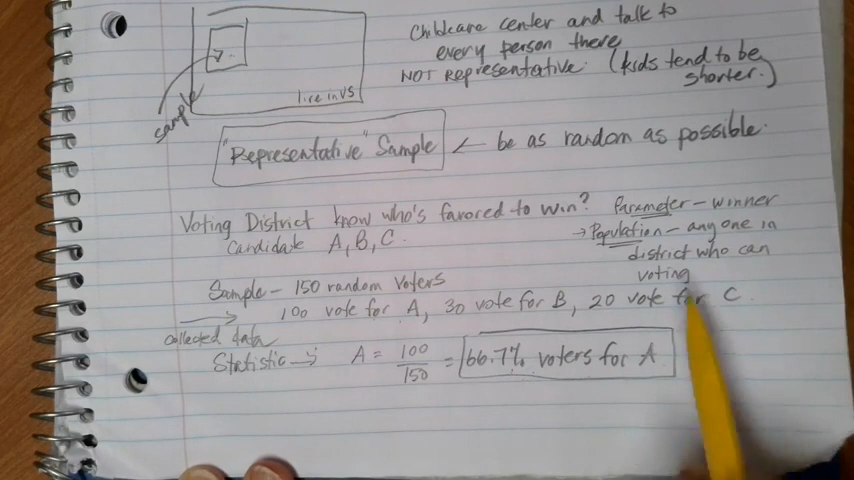 Childcare center and talk to
every person there
NOT Representative. (kids tend to be
shorter.)
live in US
sample
"Representative" Sample ← be as random as possible.
Voting District know who's favored to win?
Candidate A, B, C.
Parameter – winner
→ Population – any one in
district who can
voting
Sample – 150 random voters
100 vote for A, 30 vote for B, 20 vote for C.
collected data
Statistic → A = 100/150 = 66.7% voters for A